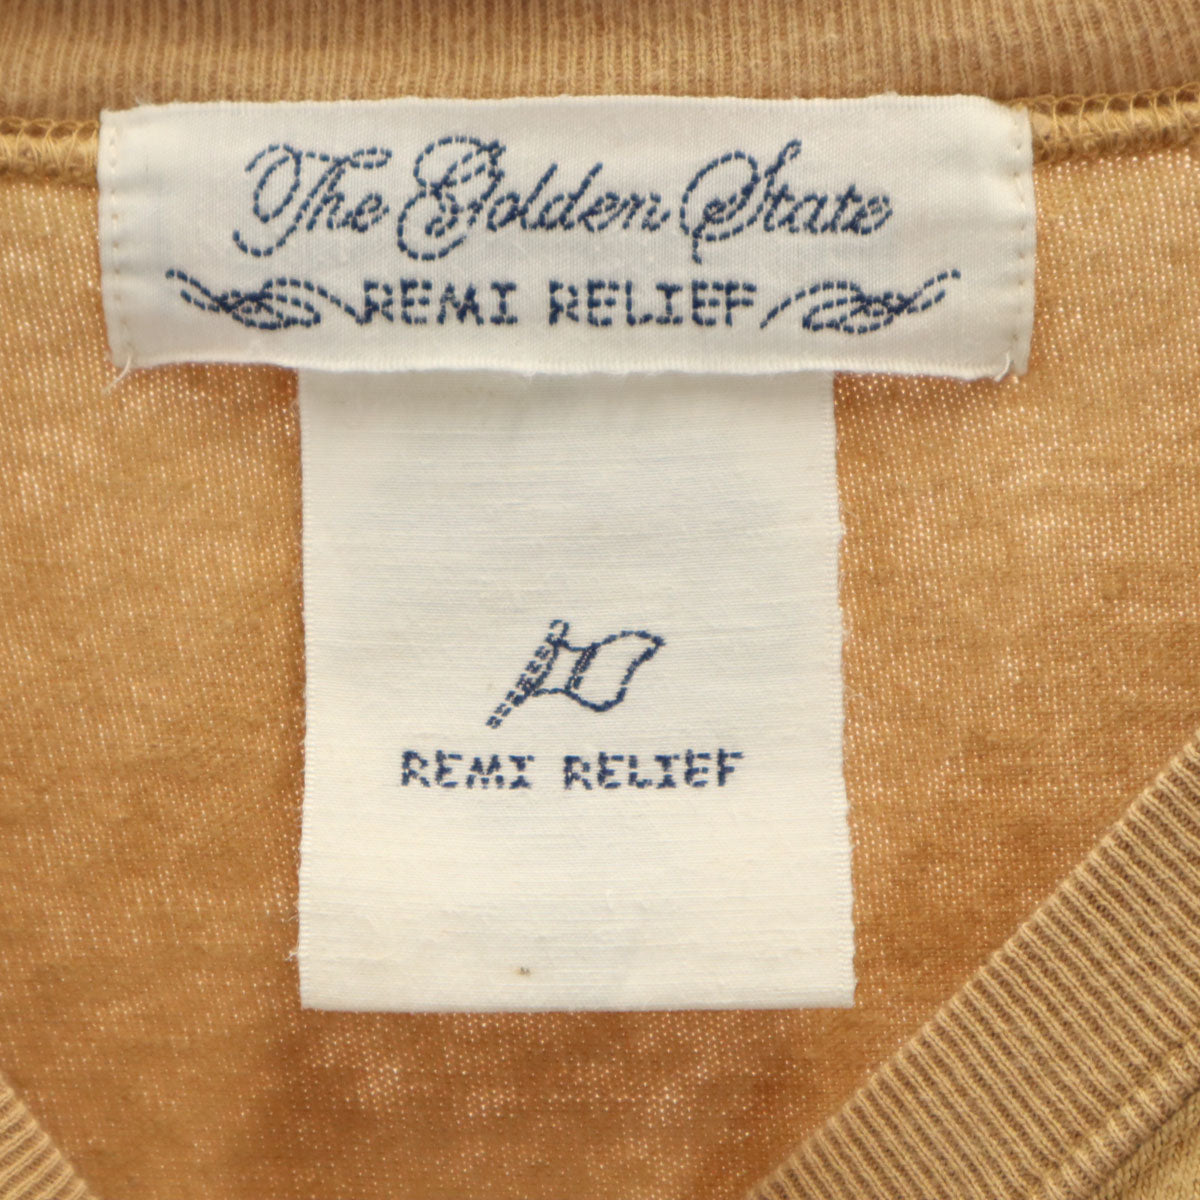 The Golden State
REMI RELIEF
REMI RELIEF